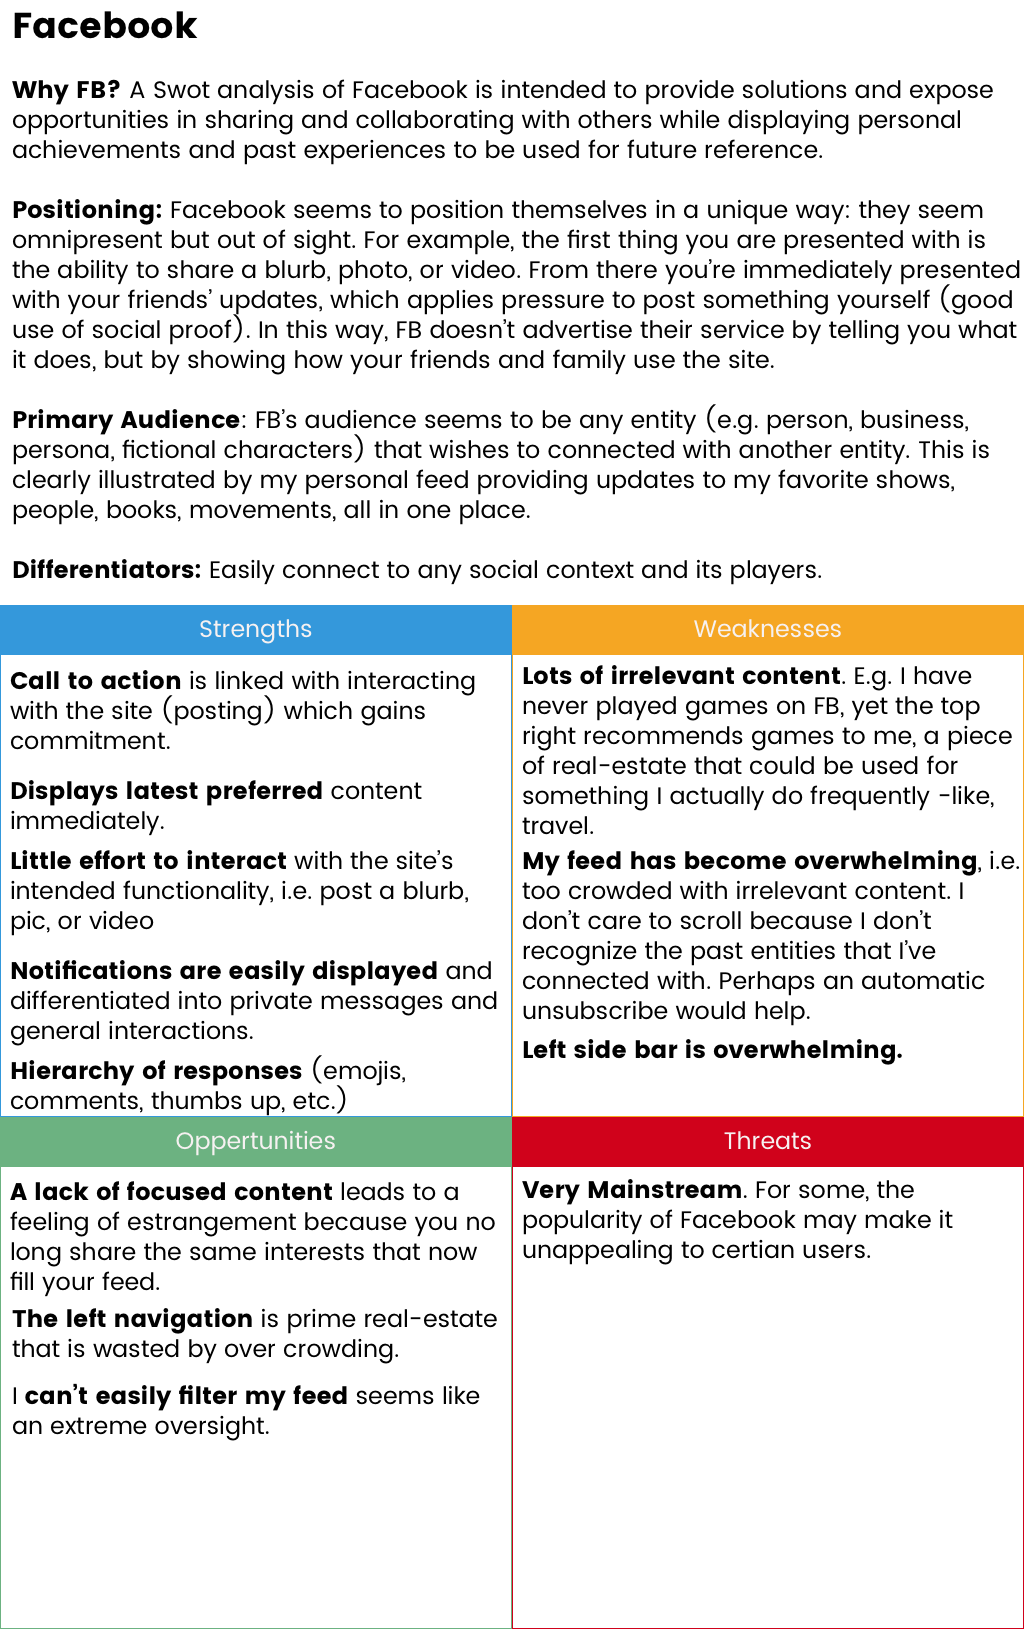 Facebook
Why FB? A Swot analysis of Facebook is intended to provide solutions and expose
opportunities in sharing and collaborating with others while displaying personal
achievements and past experiences to be used for future reference.
Positioning: Facebook seems to position themselves in a unique way: they seem
omnipresent but out of sight. For example, the first thing you are presented with is
the ability to share a blurb, photo, or video. From there you’re immediately presented
with your friends’ updates, which applies pressure to post something yourself (good
use of social proof). In this way, FB doesn’t advertise their service by telling you what
it does, but by showing how your friends and family use the site.
Primary Audience: FB’s audience seems to be any entity (e.g. person, business,
persona, fictional characters) that wishes to connected with another entity. This is
clearly illustrated by my personal feed providing updates to my favorite shows,
people, books, movements, all in one place.
Differentiators: Easily connect to any social context and its players.
Strengths
Call to action is linked with interacting
with the site (posting) which gains
commitment.
Displays latest preferred content
immediately.
Little effort to interact with the site’s
intended functionality, i.e. post a blurb,
pic, or video
Notifications are easily displayed and
differentiated into private messages and
general interactions.
Hierarchy of responses (emojis,
comments, thumbs up, etc.)
Weaknesses
Lots of irrelevant content. E.g. I have
never played games on FB, yet the top
right recommends games to me, a piece
of real-estate that could be used for
something I actually do frequently -like,
travel.
My feed has become overwhelming, i.e.
too crowded with irrelevant content. I
don’t care to scroll because I don’t
recognize the past entities that I’ve
connected with. Perhaps an automatic
unsubscribe would help.
Left side bar is overwhelming.
Oppertunities
A lack of focused content leads to a
feeling of estrangement because you no
long share the same interests that now
fill your feed.
The left navigation is prime real-estate
that is wasted by over crowding.
I can’t easily filter my feed seems like
an extreme oversight.
Threats
Very Mainstream. For some, the
popularity of Facebook may make it
unappealing to certian users.